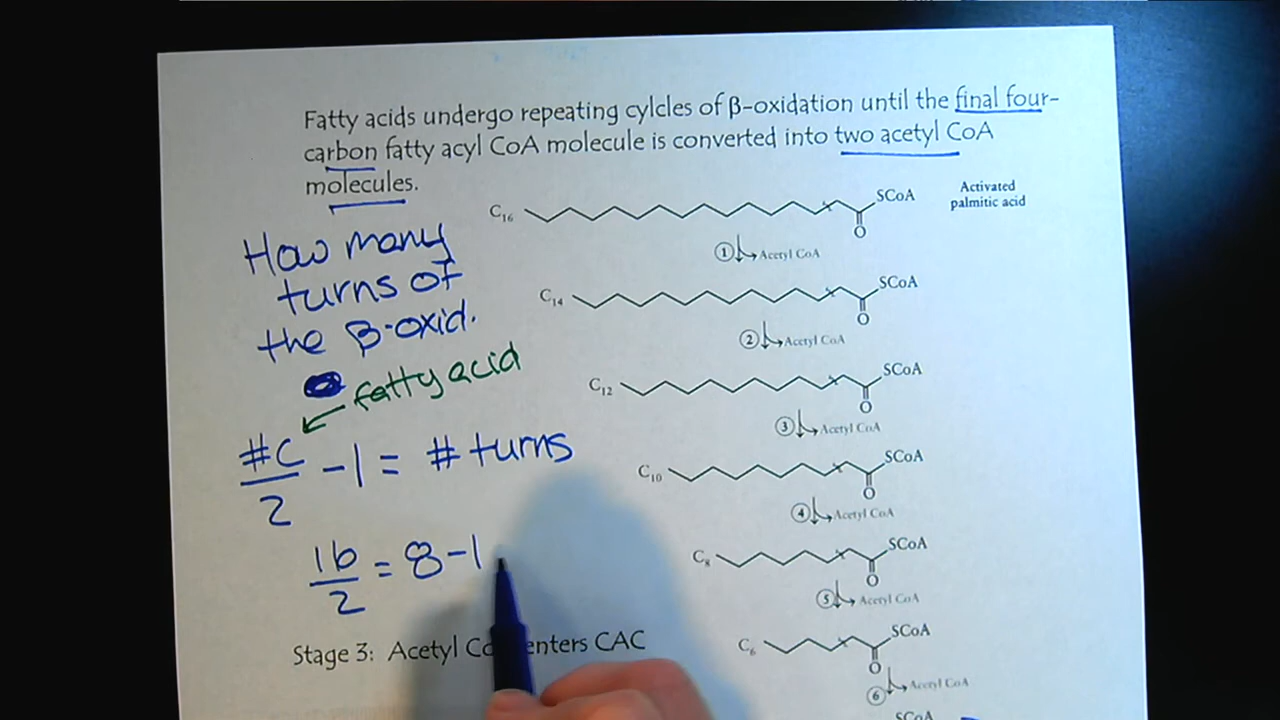 Fatty acids undergo repeating cylcles of β-oxidation until the final four-
carbon fatty acyl CoA molecule is converted into two acetyl CoA
molecules.
C16
SCoA
O
Activated
palmitic acid
How many
turns of
the β-oxid.
① Acetyl CoA
C14
SCoA
O
② Acetyl CoA
fatty acid
C12
SCoA
O
③ Acetyl CoA
#C/2 -1 = # turns
C10
SCoA
O
④ Acetyl CoA
16/2 = 8-1
C8
SCoA
O
⑤ Acetyl CoA
Stage 3: Acetyl enters CAC
C6
SCoA
O
⑥ Acetyl CoA
SCoA